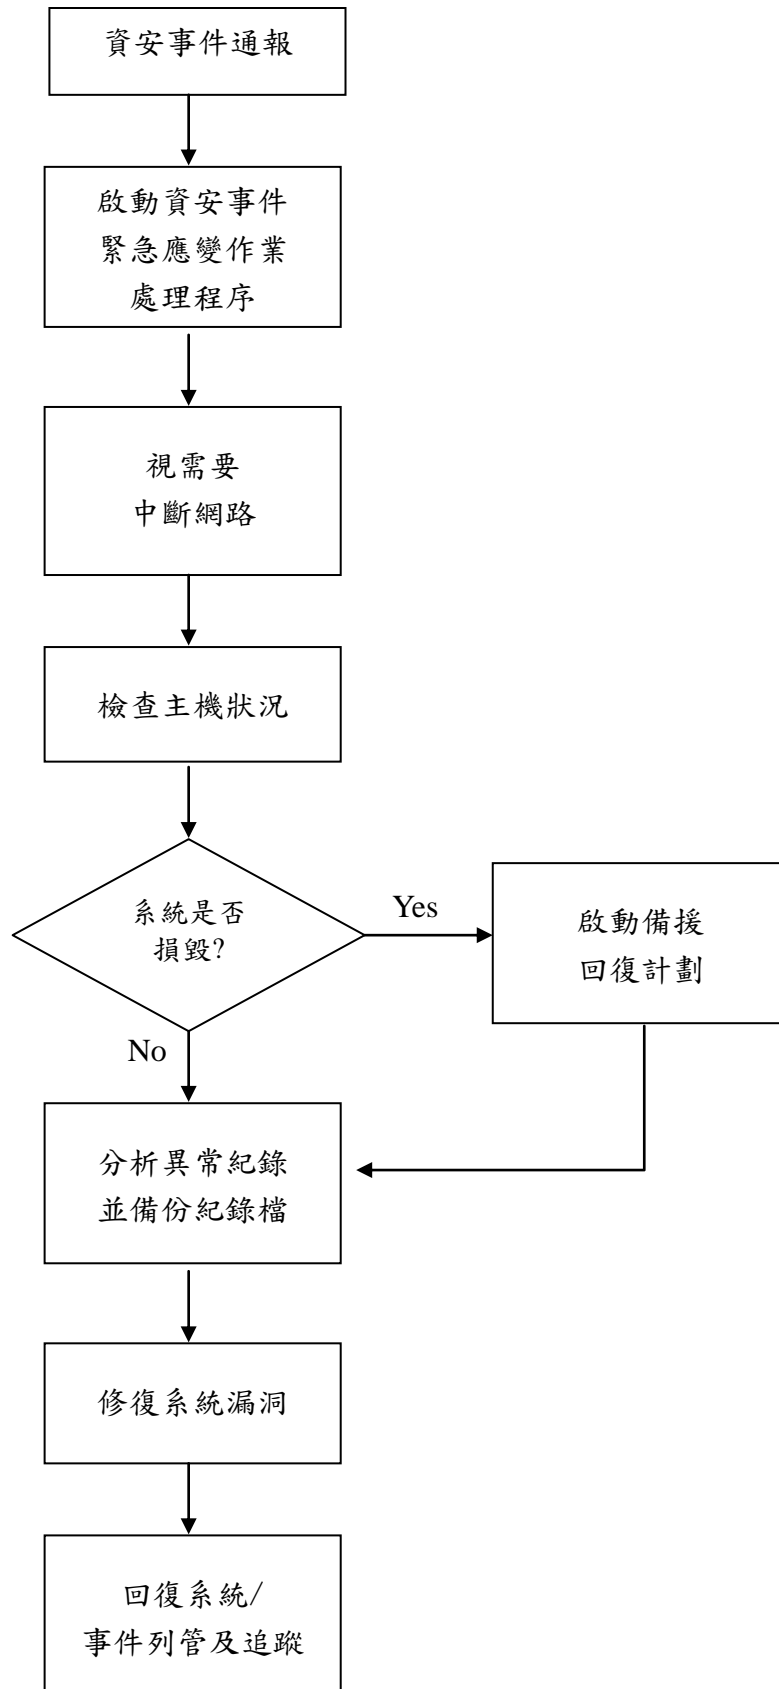 資安事件通報
啟動資安事件
緊急應變作業
處理程序
視需要
中斷網路
檢查主機狀況
系統是否
損毀?
Yes
啟動備援
回復計劃
No
分析異常紀錄
並備份紀錄檔
修復系統漏洞
回復系統/
事件列管及追蹤